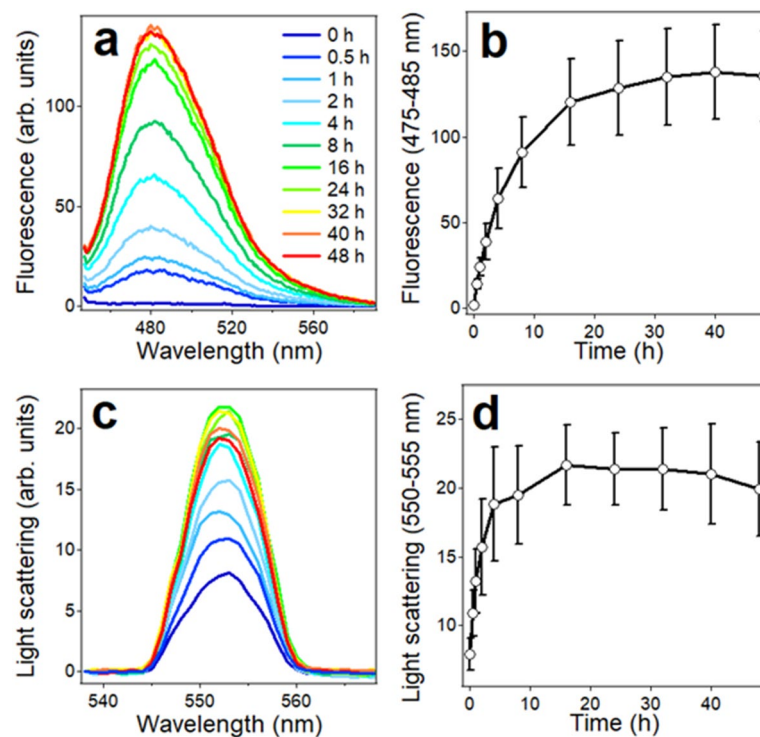 a
0 h
0.5 h
1 h
2 h
4 h
8 h
16 h
24 h
32 h
40 h
48 h
Fluorescence (arb. units)
100
50
0
480
520
560
Wavelength (nm)
b
Fluorescence (475-485 nm)
150
100
50
0
0
10
20
30
40
Time (h)
c
Light scattering (arb. units)
20
15
10
5
0
540
550
560
Wavelength (nm)
d
Light scattering (550-555 nm)
25
20
15
10
0
10
20
30
40
Time (h)